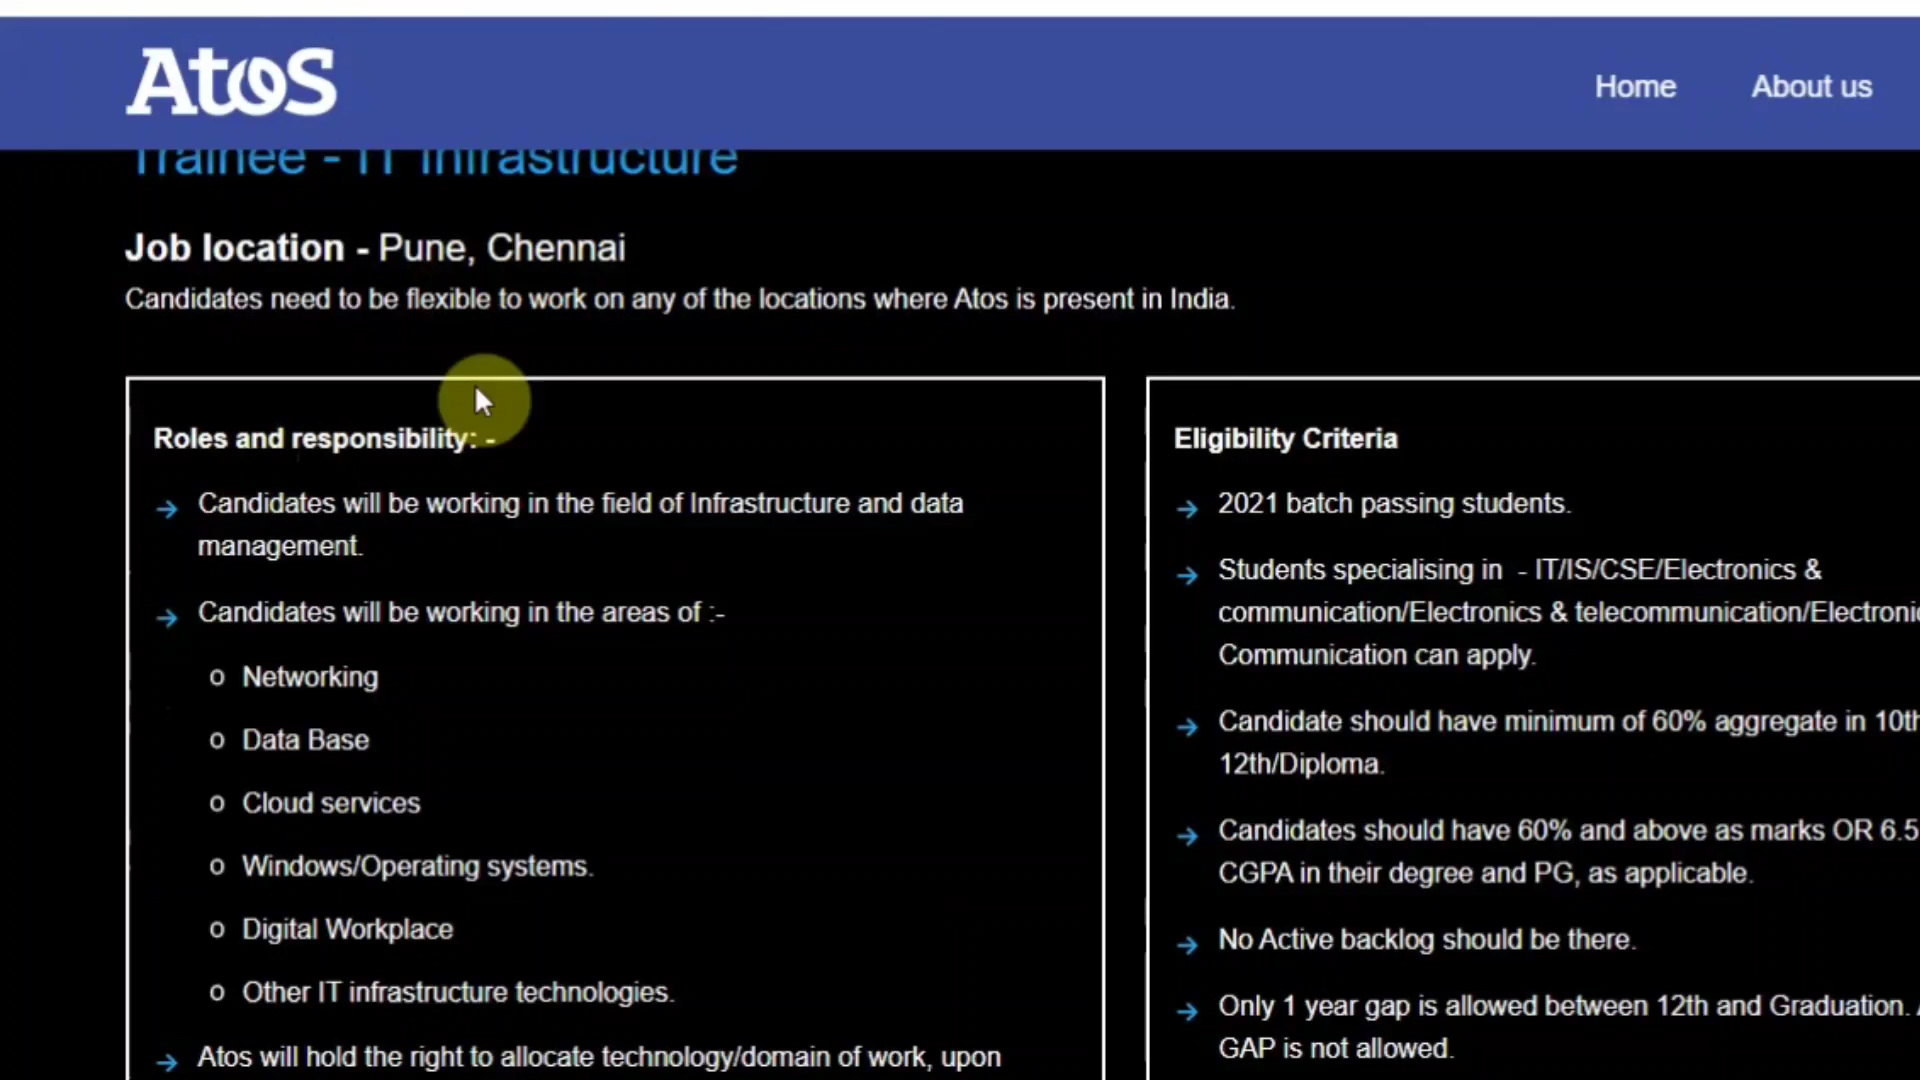 Atos
Home
About us
Trainee - IT Infrastructure
Job location - Pune, Chennai
Candidates need to be flexible to work on any of the locations where Atos is present in India.
Roles and responsibility: -
→ Candidates will be working in the field of Infrastructure and data
management.
→ Candidates will be working in the areas of :-
o Networking
o Data Base
o Cloud services
o Windows/Operating systems.
o Digital Workplace
o Other IT infrastructure technologies.
→ Atos will hold the right to allocate technology/domain of work, upon
Eligibility Criteria
→ 2021 batch passing students.
→ Students specialising in - IT/IS/CSE/Electronics &
communication/Electronics & telecommunication/Electronic
Communication can apply.
→ Candidate should have minimum of 60% aggregate in 10th
12th/Diploma.
→ Candidates should have 60% and above as marks OR 6.5
CGPA in their degree and PG, as applicable.
→ No Active backlog should be there.
→ Only 1 year gap is allowed between 12th and Graduation.
GAP is not allowed.